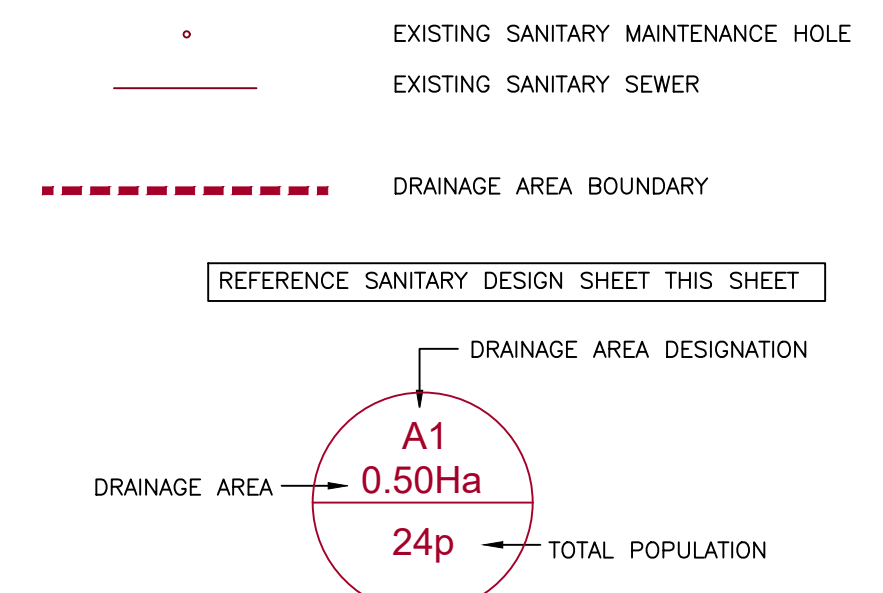 EXISTING SANITARY MAINTENANCE HOLE
EXISTING SANITARY SEWER
DRAINAGE AREA BOUNDARY
REFERENCE SANITARY DESIGN SHEET THIS SHEET
DRAINAGE AREA DESIGNATION
A1
DRAINAGE AREA
0.50Ha
24p
TOTAL POPULATION